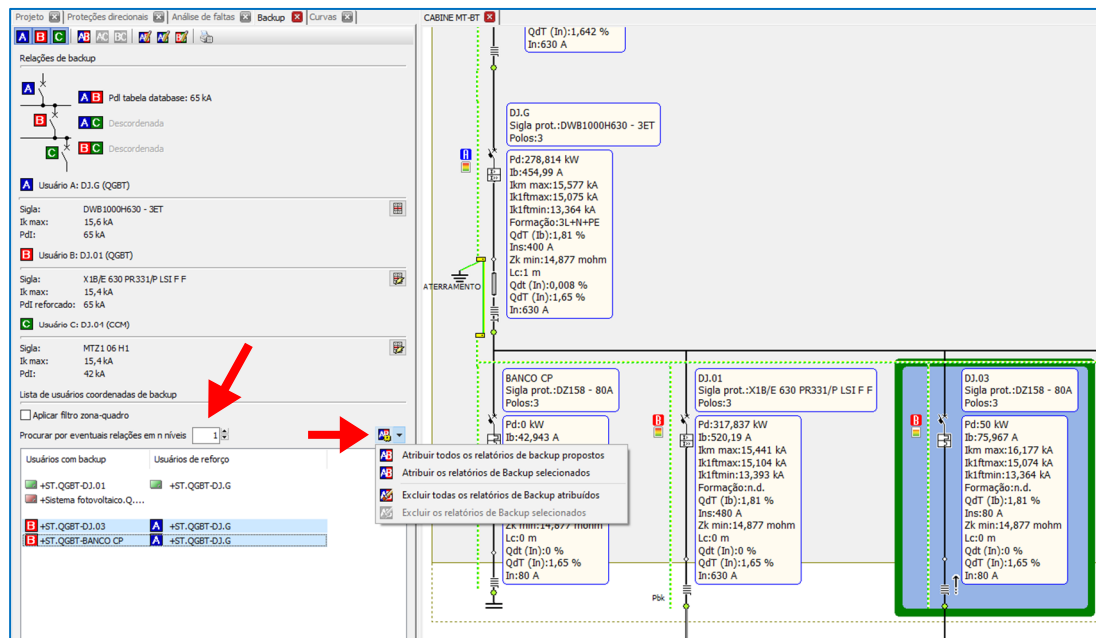 Projeto
Proteções direcionais
Análise de faltas
Backup
Curvas
A B C AB AC BC
Relações de backup
A
A B PdI tabela database: 65 kA
B
A C Descordenada
C
B C Descordenada
A Usuário A: DJ.G (QGBT)
Sigla: DWB1000H630 - 3ET
Ik max: 15,6 kA
PdI: 65 kA
B Usuário B: DJ.01 (QGBT)
Sigla: X1B/E 630 PR331/P LSI F F
Ik max: 15,4 kA
PdI reforcado: 65 kA
C Usuário C: DJ.04 (CCM)
Sigla: MTZ1 06 H1
Ik max: 15,4 kA
PdI: 42 kA
Lista de usuários coordenadas de backup
Aplicar filtro zona-quadro
Procurar por eventuais relações em n níveis 1
Usuários com backup Usuários de reforço
+ST.QGBT-DJ.01 +ST.QGBT-DJ.G
+Sistema fotovoltaico.Q....
B +ST.QGBT-DJ.03 A +ST.QGBT-DJ.G
B +ST.QGBT-BANCO CP A +ST.QGBT-DJ.G
AB Atribuir todos os relatórios de backup propostos
AB Atribuir os relatórios de Backup selecionados
Excluir todas os relatórios de Backup atribuídos
Excluir os relatórios de Backup selecionados
CABINE MT-BT
QdT (In):1,642 %
In:630 A
DJ.G
Sigla prot.:DWB1000H630 - 3ET
Polos:3
A
Pd:278,814 kW
Ib:454,99 A
Ikm max:15,577 kA
Ik1ftmax:15,075 kA
Ik1ftmin:13,364 kA
Formação:3L+N+PE
QdT (Ib):1,81 %
Ins:400 A
Zk min:14,877 mohm
Lc:1 m
Qdt (In):0,008 %
QdT (In):1,65 %
In:630 A
ATERRAMENTO
BANCO CP
Sigla prot.:DZ158 - 80A
Polos:3
Pd:0 kW
Ib:42,943 A
Zk min:14,877 mohm
Lc:0 m
Qdt (In):0 %
QdT (In):1,65 %
In:80 A
DJ.01
Sigla prot.:X1B/E 630 PR331/P LSI F F
Polos:3
B
Pd:317,837 kW
Ib:520,19 A
Ikm max:15,441 kA
Ik1ftmax:15,104 kA
Ik1ftmin:13,393 kA
Formação:n.d.
QdT (Ib):1,81 %
Ins:480 A
Zk min:14,877 mohm
Lc:0 m
Qdt (In):0 %
QdT (In):1,65 %
In:630 A
Pbk
DJ.03
Sigla prot.:DZ158 - 80A
Polos:3
B
Pd:50 kW
Ib:75,967 A
Ikm max:16,177 kA
Ik1ftmax:15,074 kA
Ik1ftmin:13,364 kA
Formação:n.d.
QdT (Ib):1,81 %
Ins:80 A
Zk min:14,877 mohm
Lc:0 m
Qdt (In):0 %
QdT (In):1,65 %
In:80 A